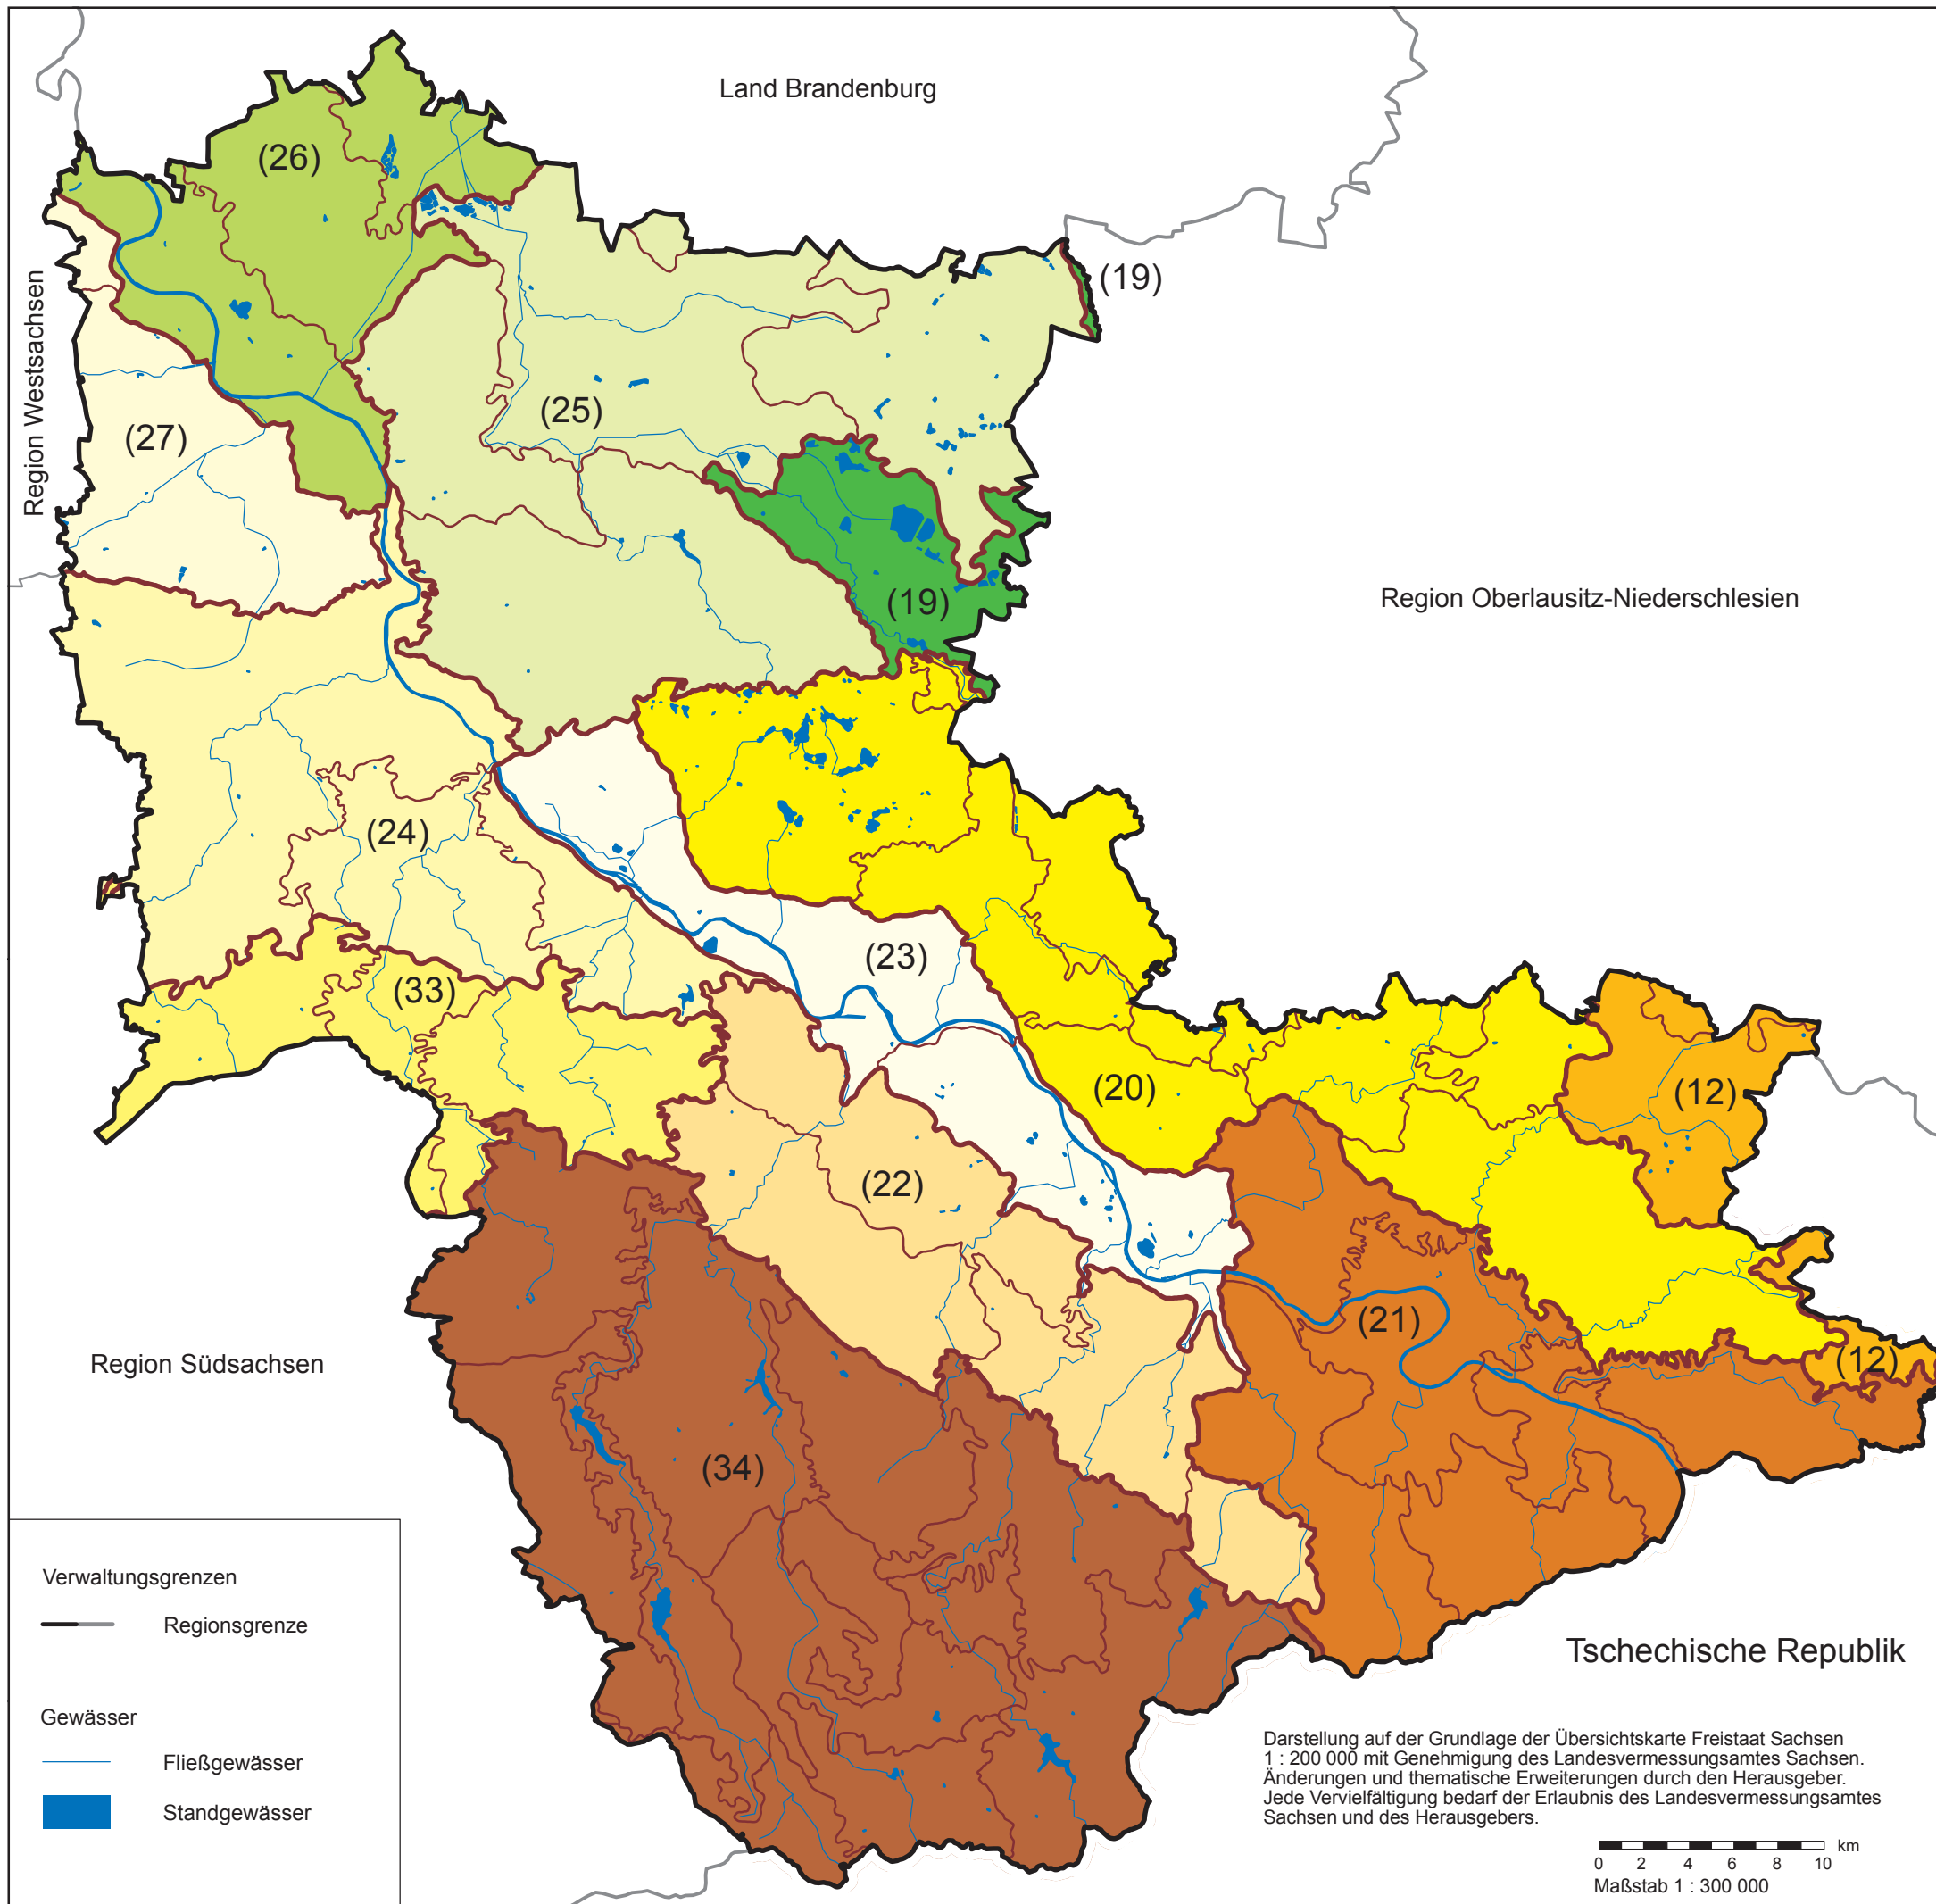 Land Brandenburg
(26)
(19)
Region Westsachsen
(25)
(27)
(19)
Region Oberlausitz-Niederschlesien
(24)
(23)
(33)
(20)
(12)
(22)
(21)
Region Südsachsen
(12)
(34)
Verwaltungsgrenzen
Regionsgrenze
Gewässer
Fließgewässer
Standgewässer
Tschechische Republik
Darstellung auf der Grundlage der Übersichtskarte Freistaat Sachsen
1 : 200 000 mit Genehmigung des Landesvermessungsamtes Sachsen.
Änderungen und thematische Erweiterungen durch den Herausgeber.
Jede Vervielfältigung bedarf der Erlaubnis des Landesvermessungsamtes
Sachsen und des Herausgebers.
km
0 2 4 6 8 10
Maßstab 1 : 300 000